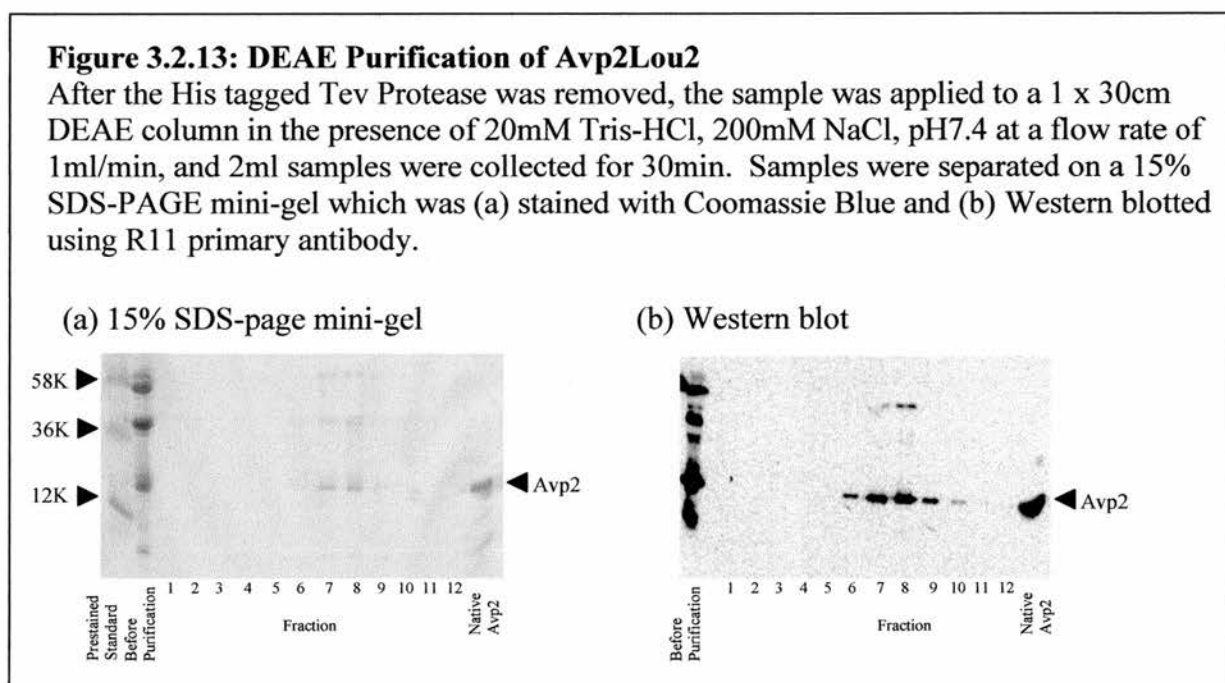 Figure 3.2.13: DEAE Purification of Avp2Lou2
After the His tagged Tev Protease was removed, the sample was applied to a 1 x 30cm
DEAE column in the presence of 20mM Tris-HCl, 200mM NaCl, pH7.4 at a flow rate of
1ml/min, and 2ml samples were collected for 30min. Samples were separated on a 15%
SDS-PAGE mini-gel which was (a) stained with Coomassie Blue and (b) Western blotted
using R11 primary antibody.
(a) 15% SDS-page mini-gel
58K
36K
12K
Avp2
Prestained
Standard
Before
Purification
1 2 3 4 5 6 7 8 9 10 11 12
Fraction
Native
Avp2
(b) Western blot
Avp2
Before
Purification
1 2 3 4 5 6 7 8 9 10 11 12
Fraction
Native
Avp2